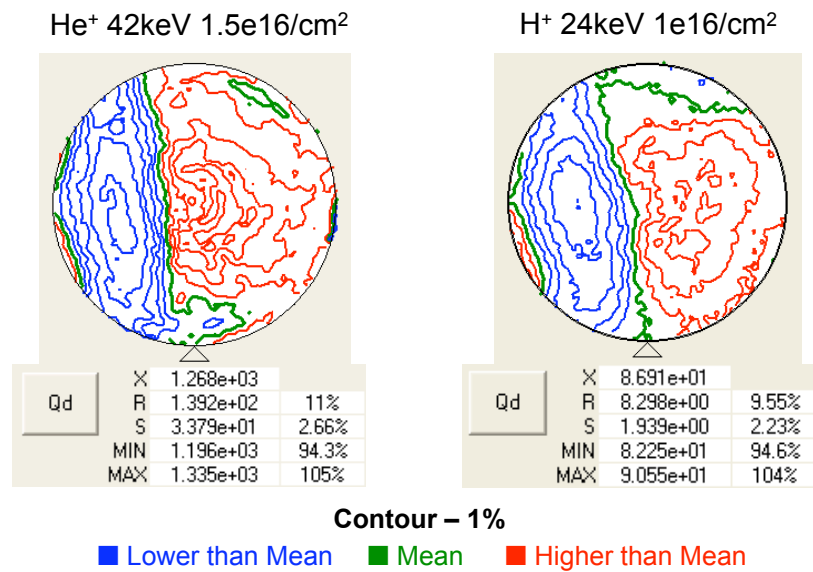 He⁺ 42keV 1.5e16/cm²
H⁺ 24keV 1e16/cm²
Qd
X 1.268e+03
R 1.392e+02 11%
S 3.379e+01 2.66%
MIN 1.196e+03 94.3%
MAX 1.335e+03 105%
Qd
X 8.691e+01
R 8.298e+00 9.55%
S 1.939e+00 2.23%
MIN 8.225e+01 94.6%
MAX 9.055e+01 104%
Contour – 1%
Lower than Mean Mean Higher than Mean